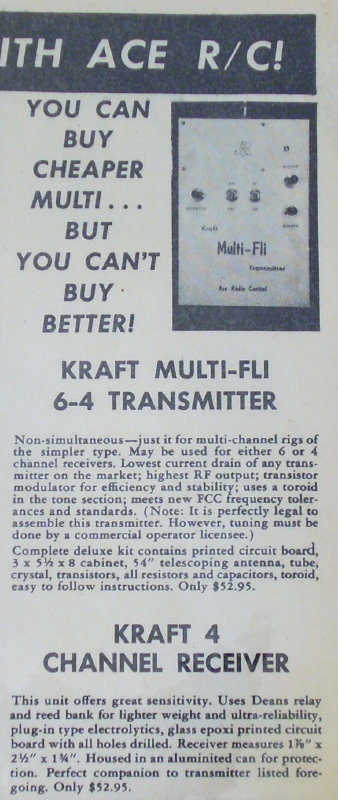 ITH ACE R/C!
YOU CAN
BUY
CHEAPER
MULTI...
BUT
YOU CAN'T
BUY
BETTER!
Kraft
Multi-Fli
Transmitter
Ace Radio Control
KRAFT MULTI-FLI
6-4 TRANSMITTER
Non-simultaneous—just it for multi-channel rigs of
the simpler type. May be used for either 6 or 4
channel receivers. Lowest current drain of any trans-
mitter on the market; highest RF output; transistor
modulator for efficiency and stability; uses a toroid
in the tone section; meets new FCC frequency toler-
ances and standards. (Note: It is perfectly legal to
assemble this transmitter. However, tuning must be
done by a commercial operator licensee.)
Complete deluxe kit contains printed circuit board,
3 x 5½ x 8 cabinet, 54" telescoping antenna, tube,
crystal, transistors, all resistors and capacitors, toroid,
easy to follow instructions. Only $52.95.
KRAFT 4
CHANNEL RECEIVER
This unit offers great sensitivity. Uses Deans relay
and reed bank for lighter weight and ultra-reliability,
plug-in type electrolytics, glass epoxi printed circuit
board with all holes drilled. Receiver measures 1⅞" x
2½" x 1¾". Housed in an aluminited can for protec-
tion. Perfect companion to transmitter listed fore-
going. Only $52.95.